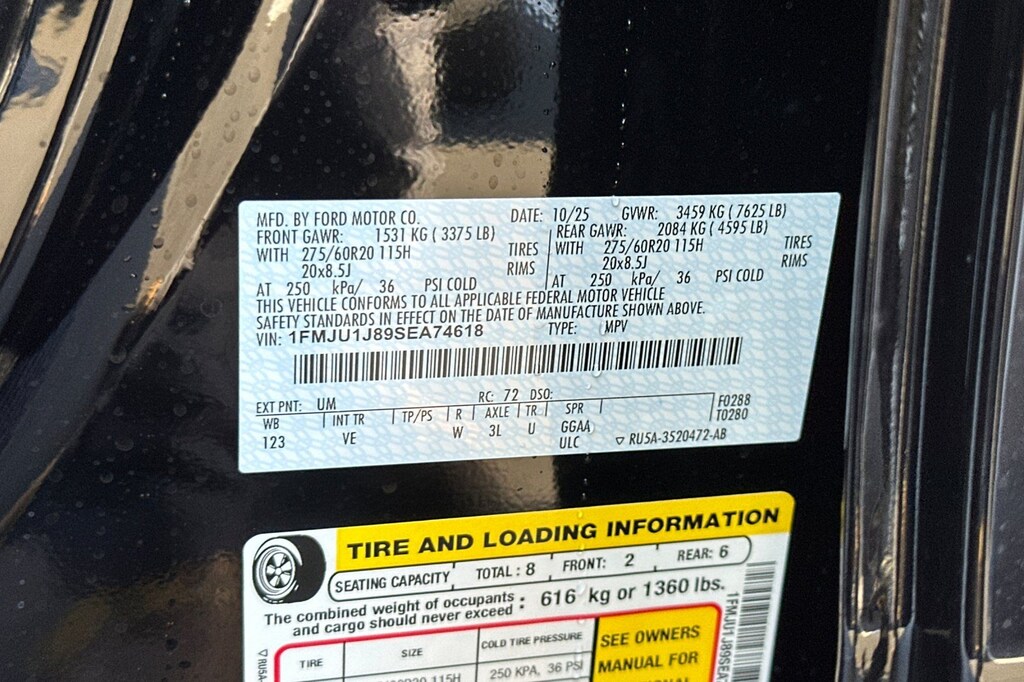 MFD. BY FORD MOTOR CO. DATE: 10/25 GVWR: 3459 KG ( 7625 LB)
FRONT GAWR: 1531 KG ( 3375 LB) REAR GAWR: 2084 KG ( 4595 LB)
WITH 275/60R20 115H TIRES WITH 275/60R20 115H TIRES
20x8.5J RIMS 20x8.5J RIMS
AT 250 kPa/ 36 PSI COLD AT 250 kPa/ 36 PSI COLD
THIS VEHICLE CONFORMS TO ALL APPLICABLE FEDERAL MOTOR VEHICLE
SAFETY STANDARDS IN EFFECT ON THE DATE OF MANUFACTURE SHOWN ABOVE.
VIN: 1FMJU1J89SEA74618 TYPE: MPV
EXT PNT: UM RC: 72 DSO: F0288
WB INT TR TP/PS R AXLE TR SPR T0280
123 VE W 3L U GGAA
ULC ▽ RU5A-3520472-AB
TIRE AND LOADING INFORMATION
SEATING CAPACITY TOTAL: 8 FRONT: 2 REAR: 6
The combined weight of occupants and cargo should never exceed : 616 kg or 1360 lbs.
TIRE SIZE COLD TIRE PRESSURE SEE OWNERS
115H 250 KPA, 36 PSI MANUAL FOR
▽ RU5A-
1FMJU1J89SEA